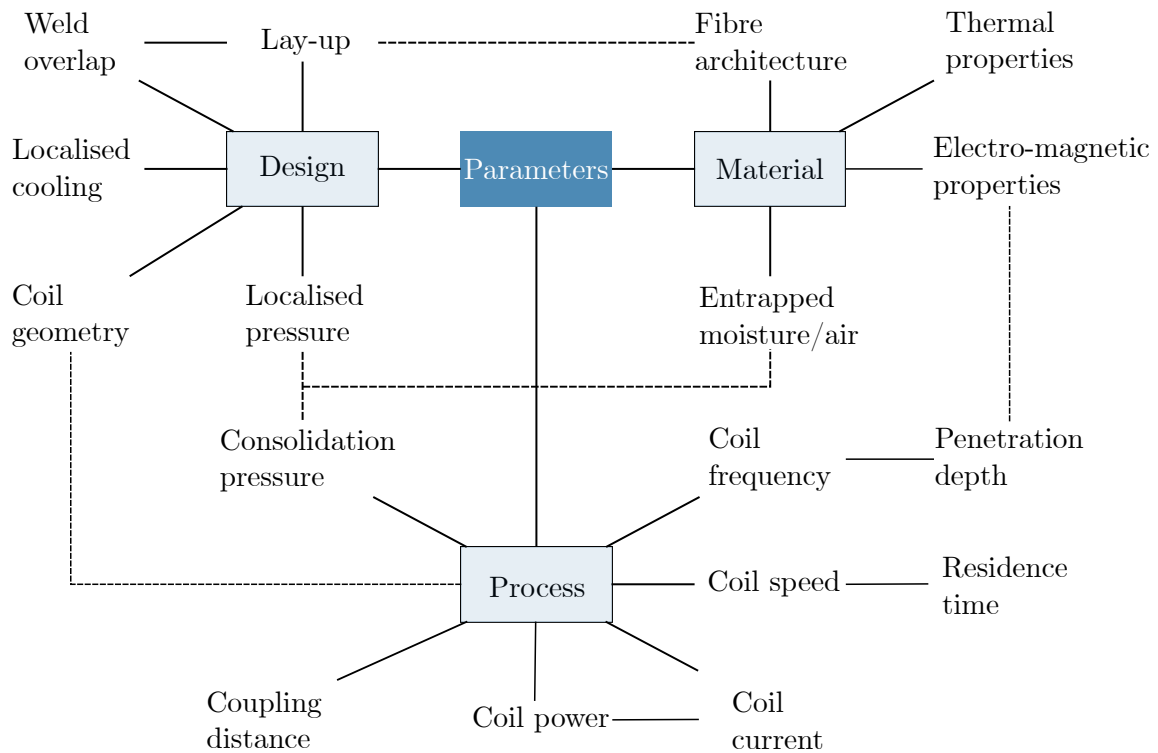 Weld
overlap
Lay-up
Fibre
architecture
Thermal
properties
Localised
cooling
Design
Parameters
Material
Electro-magnetic
properties
Coil
geometry
Localised
pressure
Entrapped
moisture/air
Consolidation
pressure
Coil
frequency
Penetration
depth
Process
Coil speed
Residence
time
Coupling
distance
Coil power
Coil
current